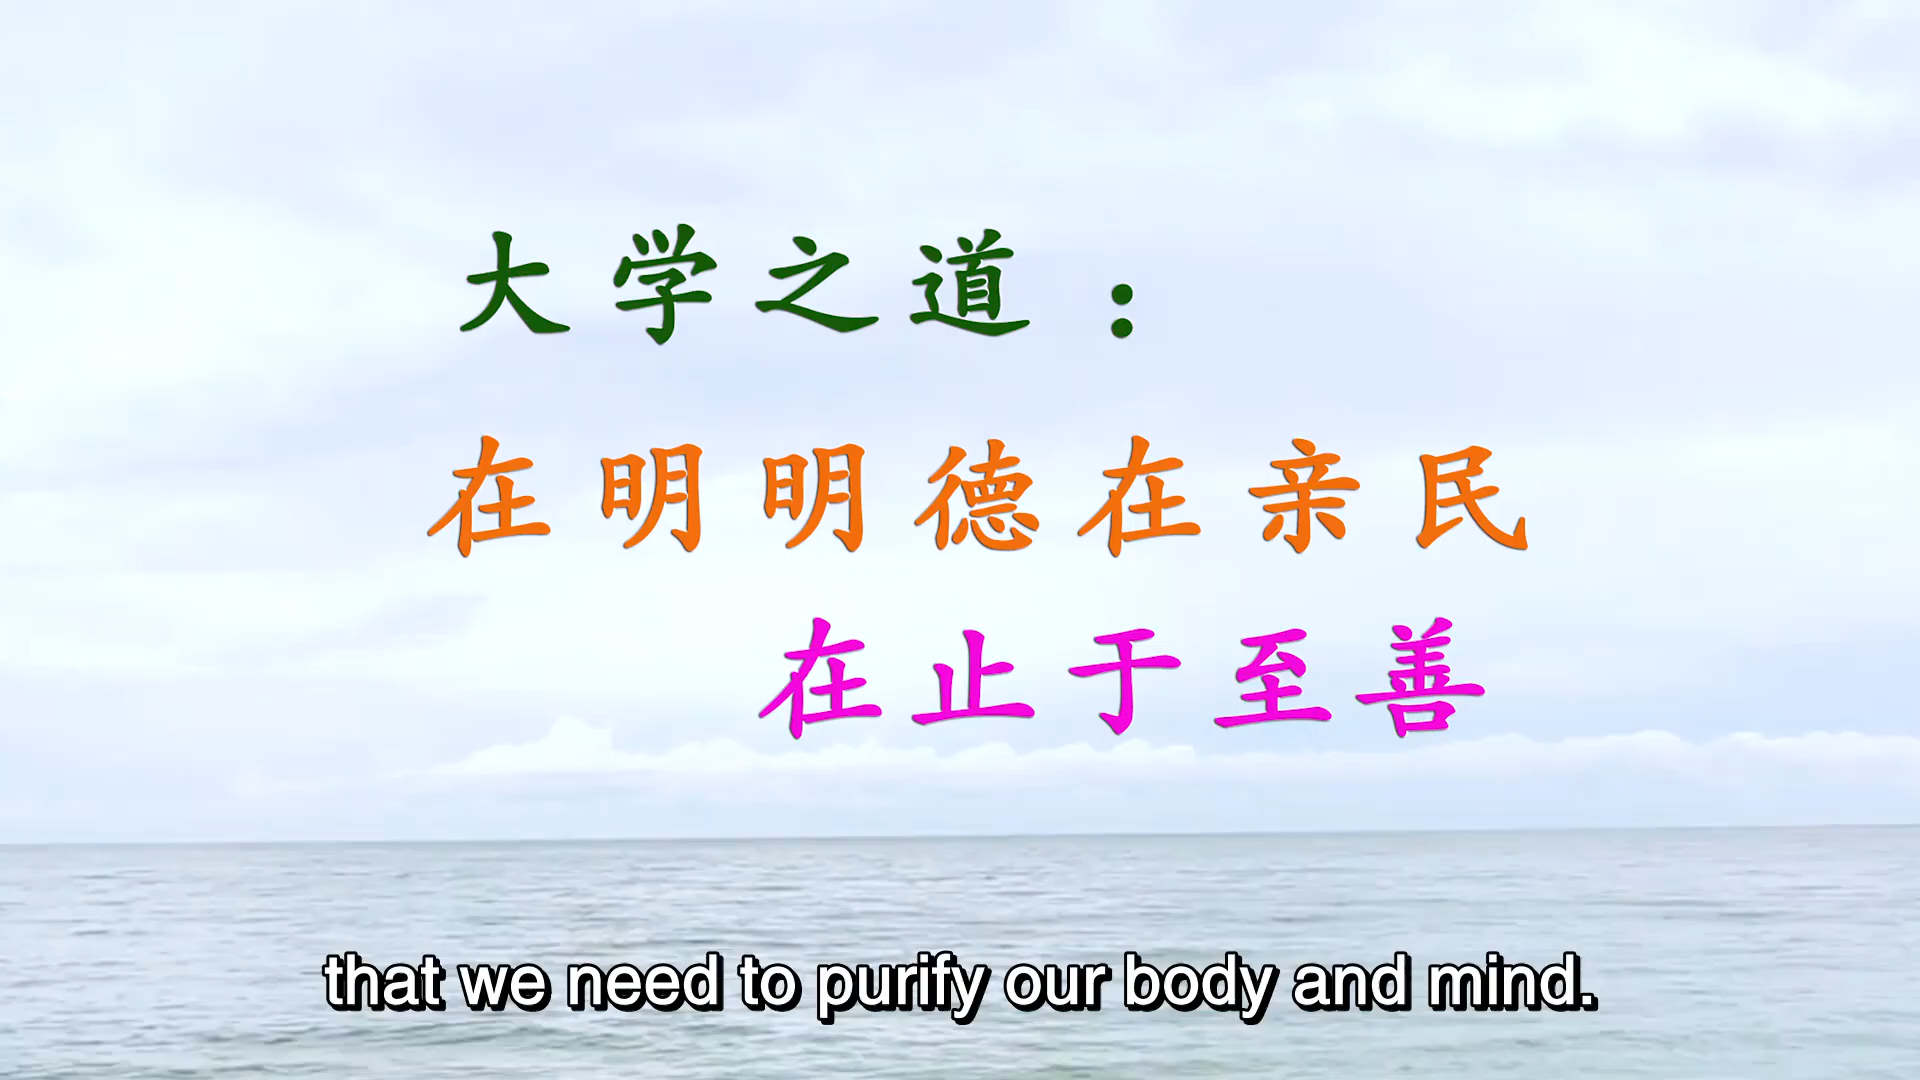 大学之道：
在明明德在亲民
在止于至善
that we need to purify our body and mind.